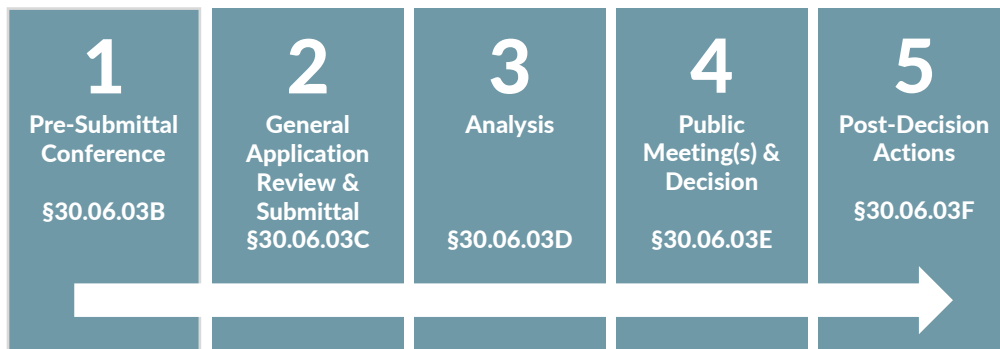 1
Pre-Submittal
Conference
§30.06.03B
2
General
Application
Review &
Submittal
§30.06.03C
3
Analysis
§30.06.03D
4
Public
Meeting(s) &
Decision
§30.06.03E
5
Post-Decision
Actions
§30.06.03F